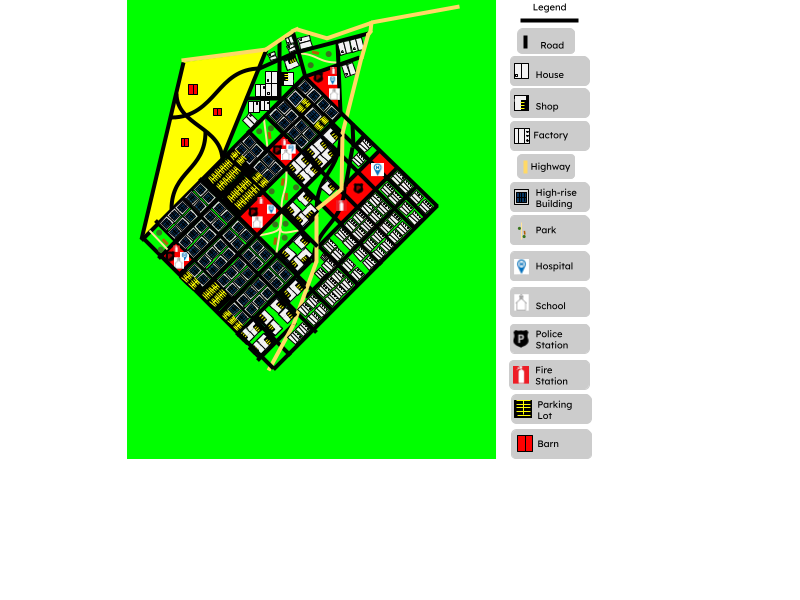 Legend
Road
House
Shop
Factory
Highway
High-rise
Building
Park
Hospital
School
P
Police
Station
Fire
Station
Parking
Lot
Barn